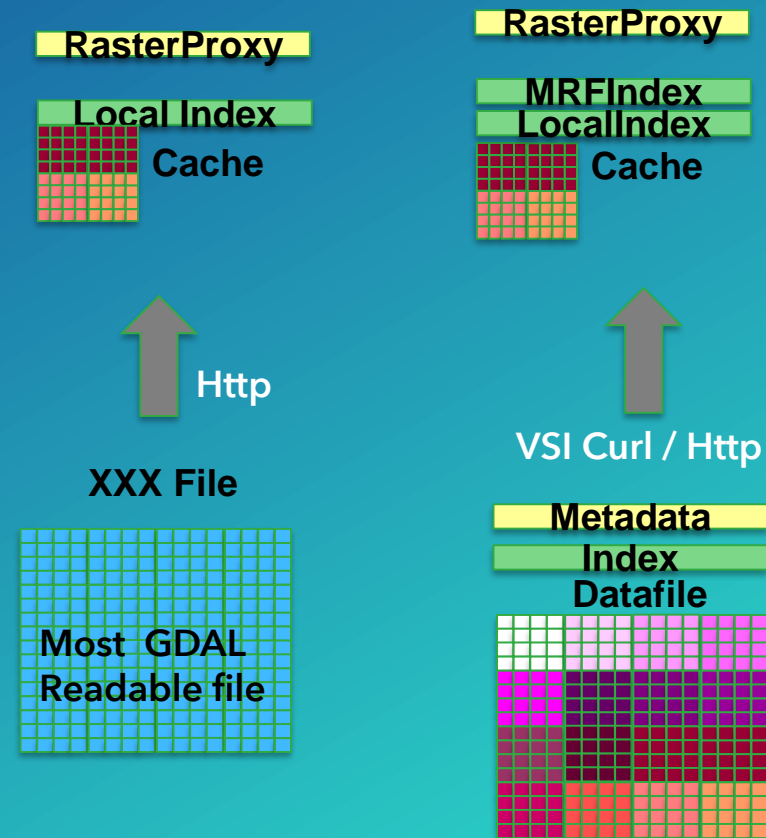 RasterProxy
Local Index
Cache
Http
XXX File
Most GDAL
Readable file
RasterProxy
MRFIndex
LocalIndex
Cache
VSI Curl / Http
Metadata
Index
Datafile